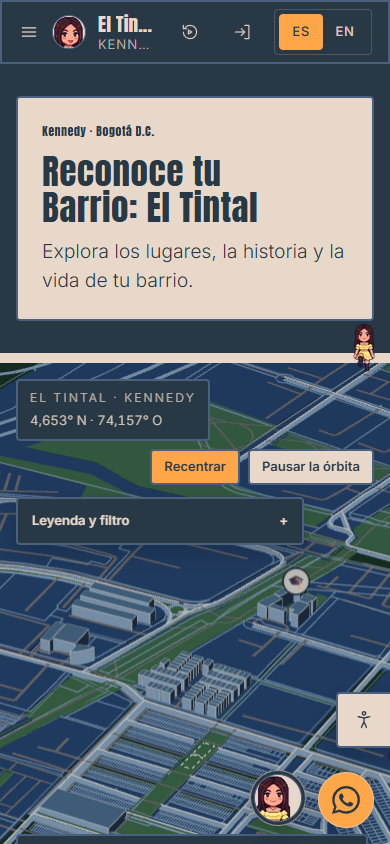 El Tin...
KENN...
ES
EN
Kennedy · Bogotá D.C.
Reconoce tu
Barrio: El Tintal
Explora los lugares, la historia y la
vida de tu barrio.
EL TINTAL · KENNEDY
4,653° N · 74,157° O
Recentrar
Pausar la órbita
Leyenda y filtro
+